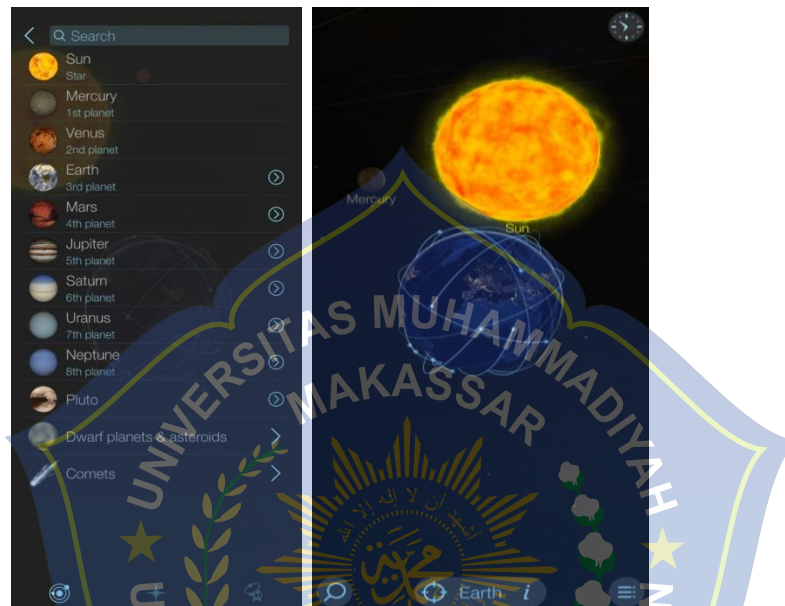 Search
Sun
Star
Mercury
1st planet
Venus
2nd planet
Earth
3rd planet
Mars
4th planet
Jupiter
5th planet
Saturn
6th planet
Uranus
7th planet
Neptune
8th planet
Pluto
Dwarf planets & asteroids
Comets
Mercury
Sun
Earth i
UNIVERSITAS MUHAMMADIYAH
MAKASSAR